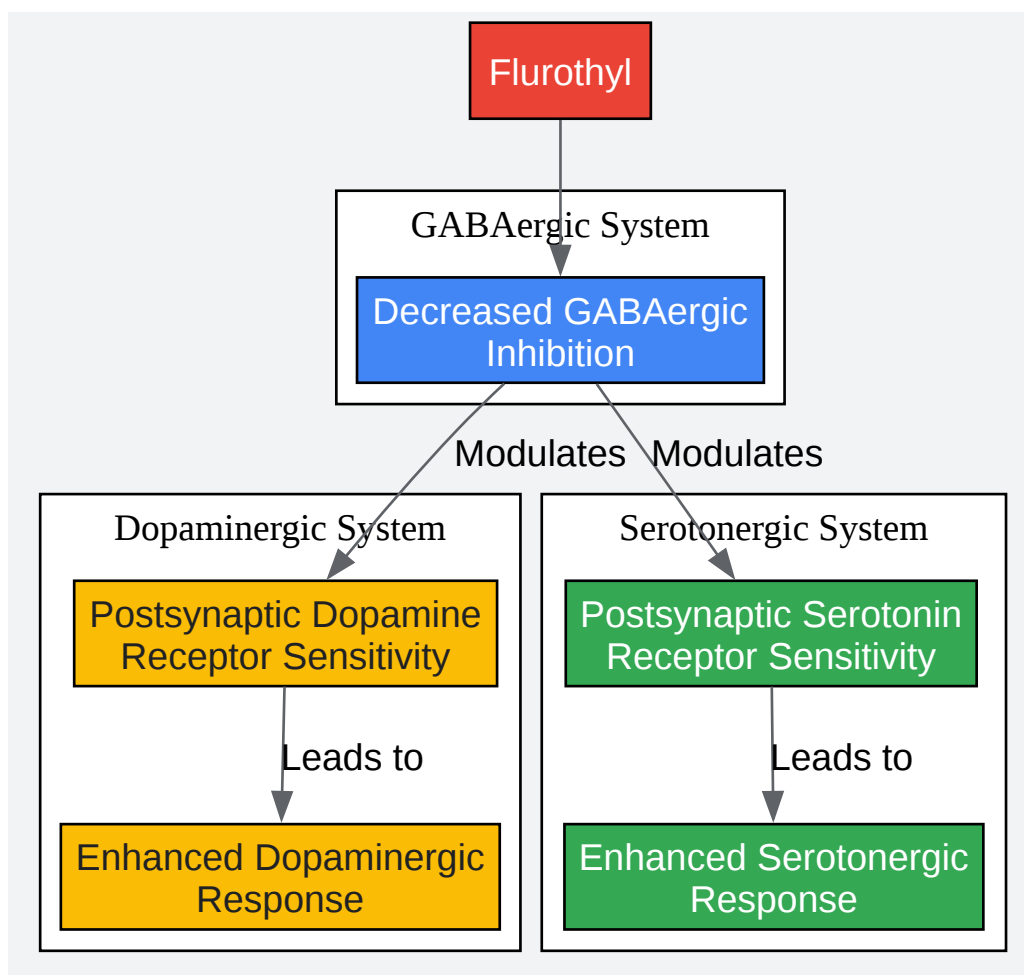 Flurothyl
GABAergic System
Decreased GABAergic
Inhibition
Modulates
Modulates
Dopaminergic System
Postsynaptic Dopamine
Receptor Sensitivity
Leads to
Enhanced Dopaminergic
Response
Serotonergic System
Postsynaptic Serotonin
Receptor Sensitivity
Leads to
Enhanced Serotonergic
Response